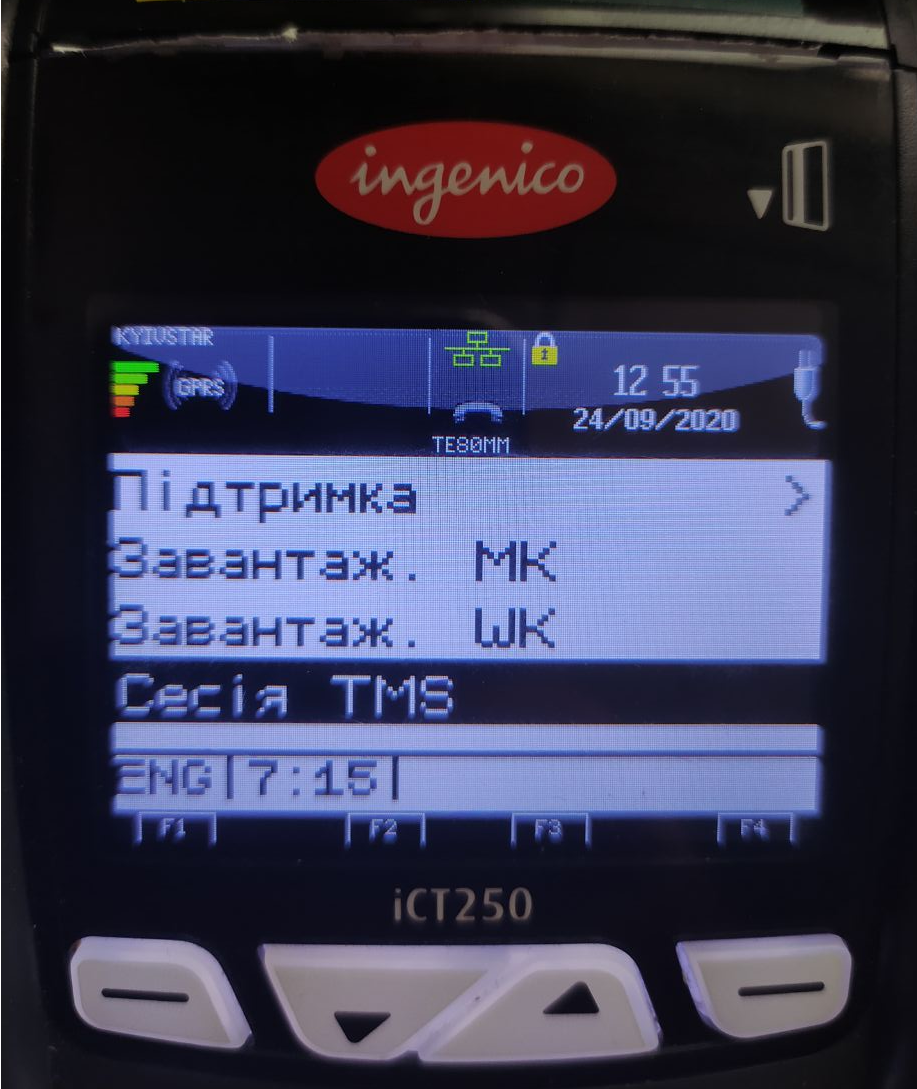 ingenico
KYIVSTAR
GPRS
12 55
24/09/2020
TE80MM
Підтримка >
Завантаж. МК
Завантаж. WK
Сесія TMS
ENG|7:15|
F1 F2 F3 F4
iCT250